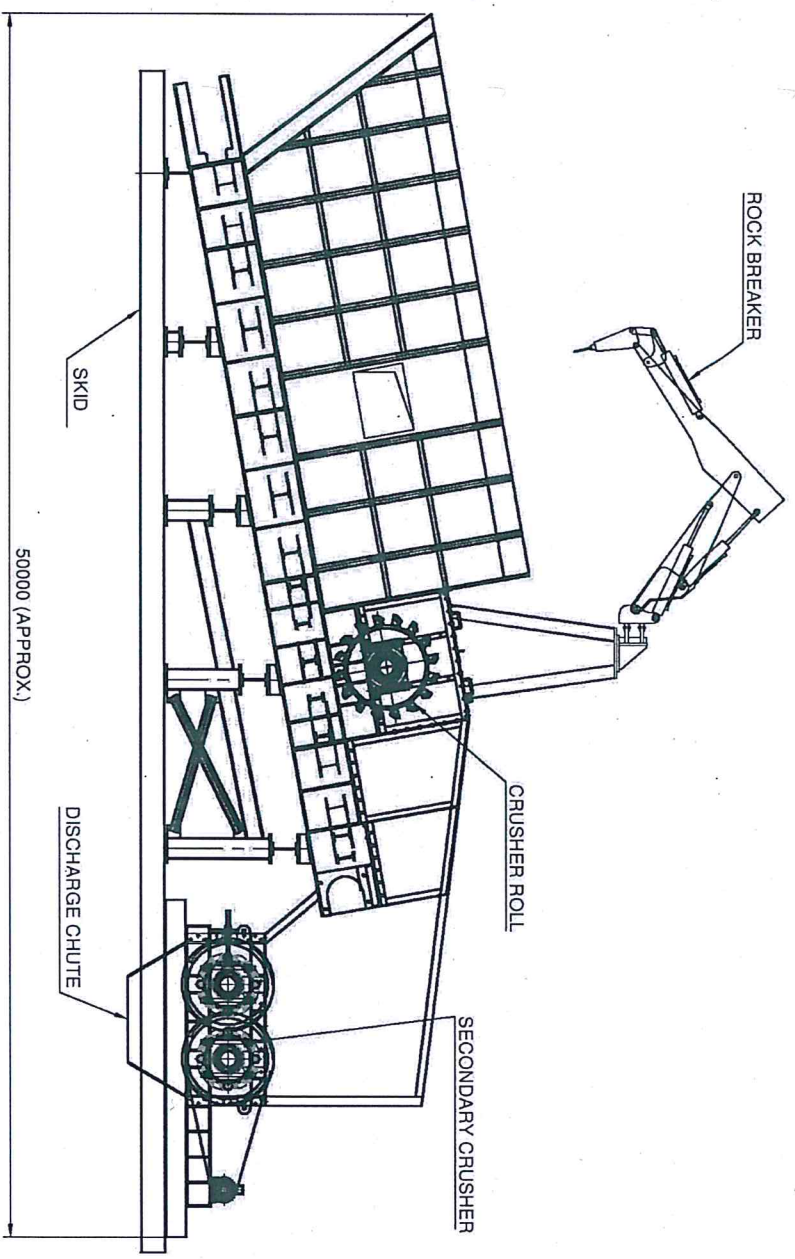 ROCK BREAKER
CRUSHER ROLL
SECONDARY CRUSHER
SKID
DISCHARGE CHUTE
50000 (APPROX.)